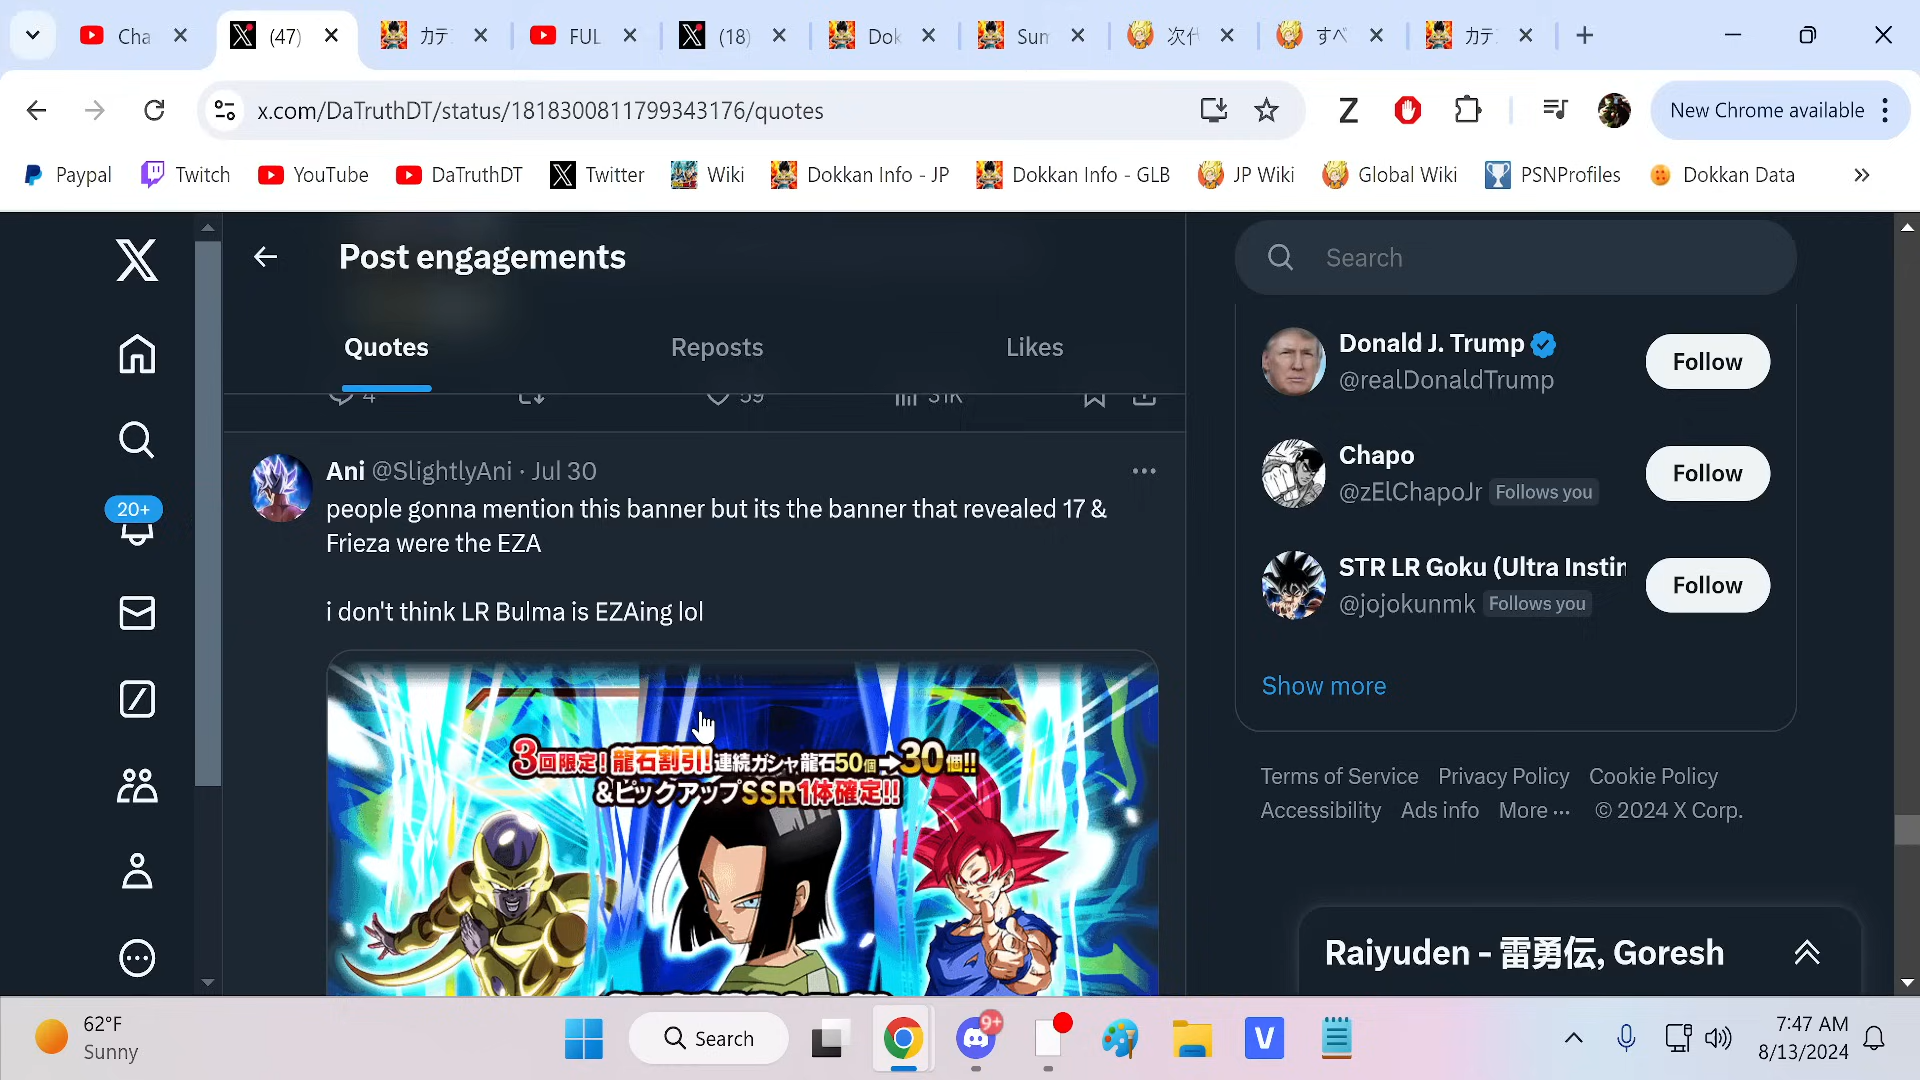 Cha
(47)
カテ
FUL
(18)
Dok
Sum
次代
すべ
カテ
x.com/DaTruthDT/status/1818300811799343176/quotes
New Chrome available
Paypal
Twitch
YouTube
DaTruthDT
Twitter
Wiki
Dokkan Info - JP
Dokkan Info - GLB
JP Wiki
Global Wiki
PSNProfiles
Dokkan Data
Post engagements
Quotes
Reposts
Likes
4
59
31K
Ani @SlightlyAni · Jul 30
people gonna mention this banner but its the banner that revealed 17 &
Frieza were the EZA
i don't think LR Bulma is EZAing lol
3回限定!龍石割引!連続ガシャ龍石50個➡30個!!
&ピックアップSSR1体確定!!
20+
Search
Donald J. Trump
@realDonaldTrump
Follow
Chapo
@zElChapoJr Follows you
Follow
STR LR Goku (Ultra Instin
@jojokunmk Follows you
Follow
Show more
Terms of Service Privacy Policy Cookie Policy
Accessibility Ads info More ··· © 2024 X Corp.
Raiyuden - 雷勇伝, Goresh
62°F
Sunny
Search
9+
V
7:47 AM
8/13/2024